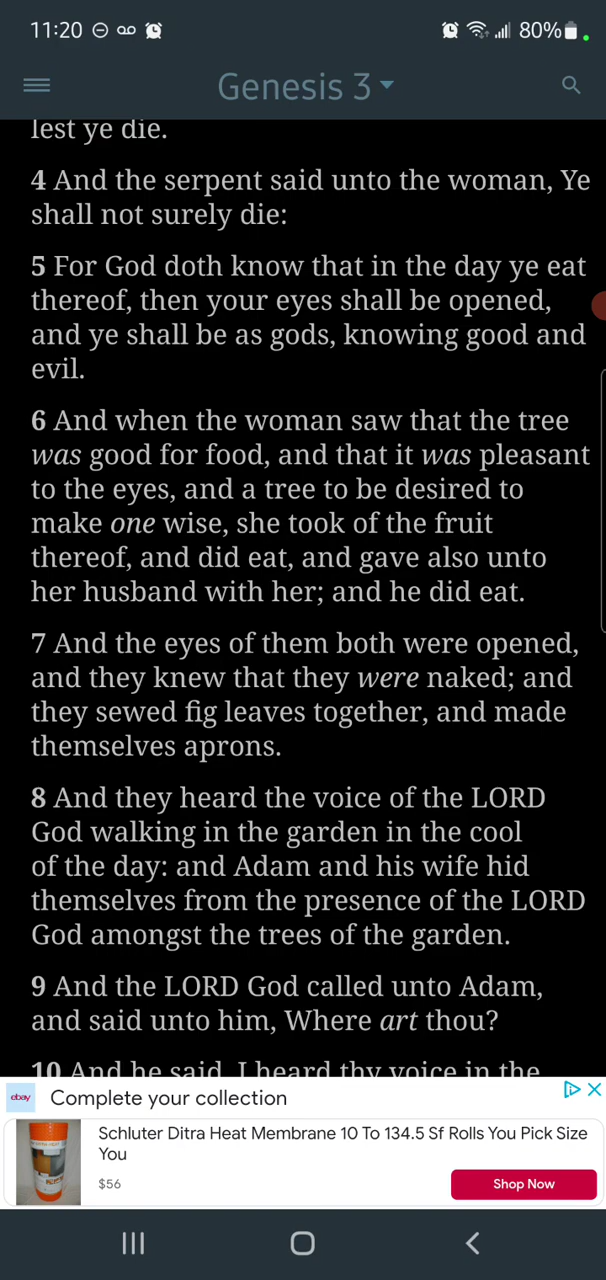 11:20
80%
Genesis 3
lest ye die.
4 And the serpent said unto the woman, Ye
shall not surely die:
5 For God doth know that in the day ye eat
thereof, then your eyes shall be opened,
and ye shall be as gods, knowing good and
evil.
6 And when the woman saw that the tree
was good for food, and that it was pleasant
to the eyes, and a tree to be desired to
make one wise, she took of the fruit
thereof, and did eat, and gave also unto
her husband with her; and he did eat.
7 And the eyes of them both were opened,
and they knew that they were naked; and
they sewed fig leaves together, and made
themselves aprons.
8 And they heard the voice of the LORD
God walking in the garden in the cool
of the day: and Adam and his wife hid
themselves from the presence of the LORD
God amongst the trees of the garden.
9 And the LORD God called unto Adam,
and said unto him, Where art thou?
10 And he said, I heard thy voice in the
ebay
Complete your collection
Schluter Ditra Heat Membrane 10 To 134.5 Sf Rolls You Pick Size
You
$56
Shop Now